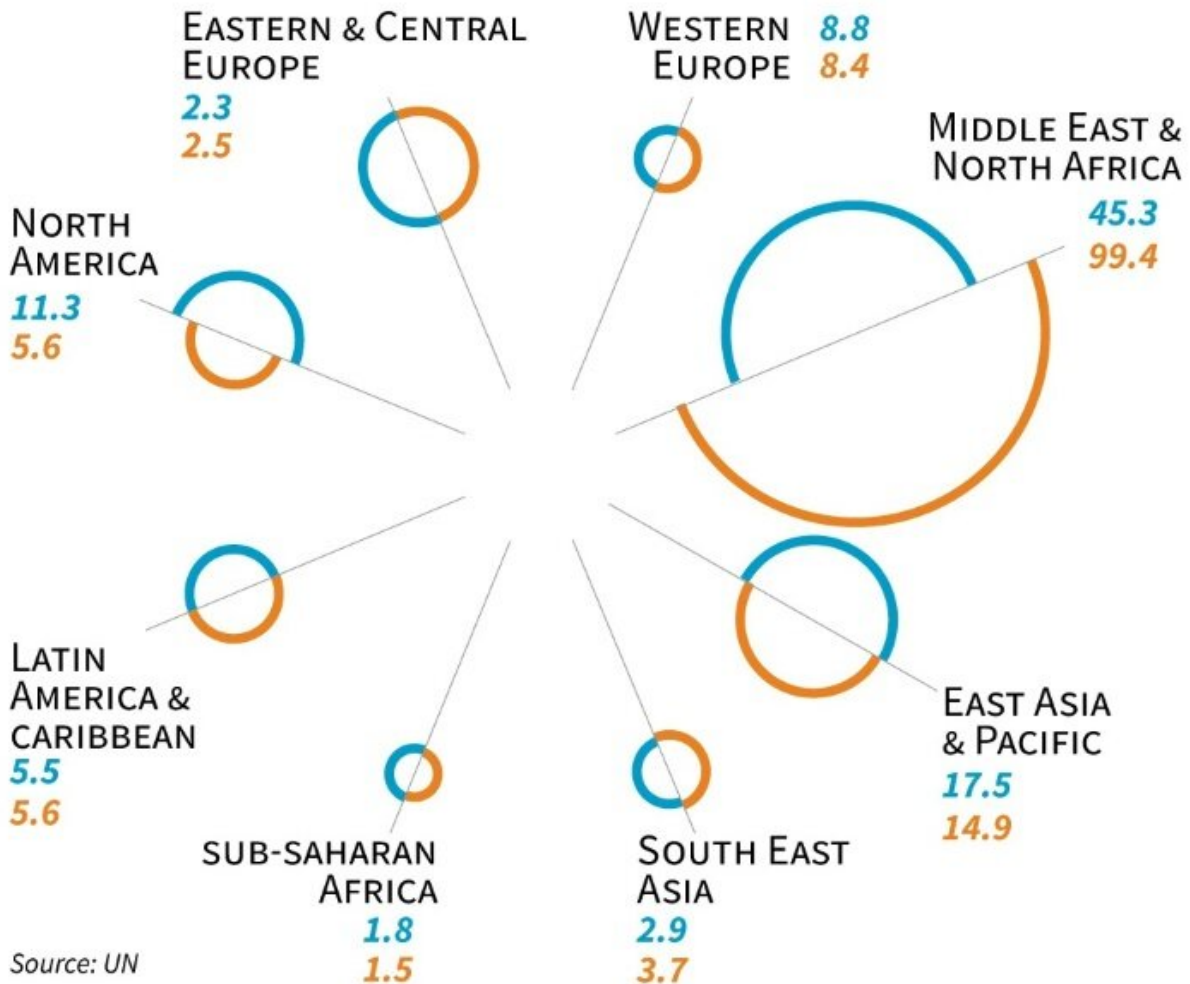 EASTERN & CENTRAL
EUROPE
2.3
2.5
WESTERN
EUROPE
8.8
8.4
MIDDLE EAST &
NORTH AFRICA
45.3
99.4
NORTH
AMERICA
11.3
5.6
LATIN
AMERICA &
CARIBBEAN
5.5
5.6
EAST ASIA
& PACIFIC
17.5
14.9
SUB-SAHARAN
AFRICA
1.8
1.5
SOUTH EAST
ASIA
2.9
3.7
Source: UN